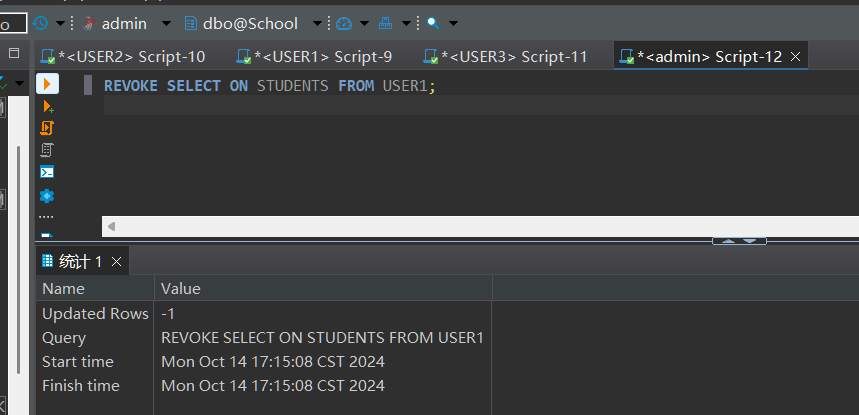 o admin dbo@School
*<USER2> Script-10 *<USER1> Script-9 *<USER3> Script-11 *<admin> Script-12
REVOKE SELECT ON STUDENTS FROM USER1;
统计 1
Name Value
Updated Rows -1
Query REVOKE SELECT ON STUDENTS FROM USER1
Start time Mon Oct 14 17:15:08 CST 2024
Finish time Mon Oct 14 17:15:08 CST 2024